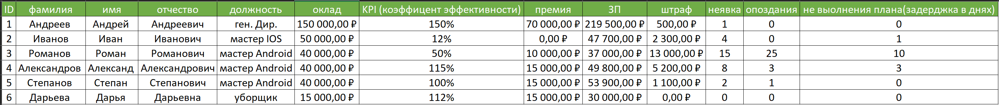 ID фамилия имя отчество должность оклад KPI (коэффицент эффективности) премия ЗП штраф неявка опоздания не выолнения плана(задерджка в днях)
1 Андреев Андрей Андреевич ген. Дир. 150 000,00 ₽ 150% 70 000,00 ₽ 219 500,00 ₽ 500,00 ₽ 1 0 0
2 Иванов Иван Иванович мастер IOS 50 000,00 ₽ 12% 0,00 ₽ 47 700,00 ₽ 2 300,00 ₽ 4 0 1
3 Романов Роман Романович мастер Android 40 000,00 ₽ 50% 10 000,00 ₽ 37 000,00 ₽ 13 000,00 ₽ 15 25 10
4 Александров Александ Александрович мастер Android 40 000,00 ₽ 115% 15 000,00 ₽ 49 800,00 ₽ 5 200,00 ₽ 8 3 3
5 Степанов Степан Степанович мастер Android 40 000,00 ₽ 100% 15 000,00 ₽ 53 900,00 ₽ 1 100,00 ₽ 2 1 0
6 Дарьева Дарья Дарьевна уборщик 15 000,00 ₽ 112% 15 000,00 ₽ 30 000,00 ₽ 0,00 ₽ 0 0 0